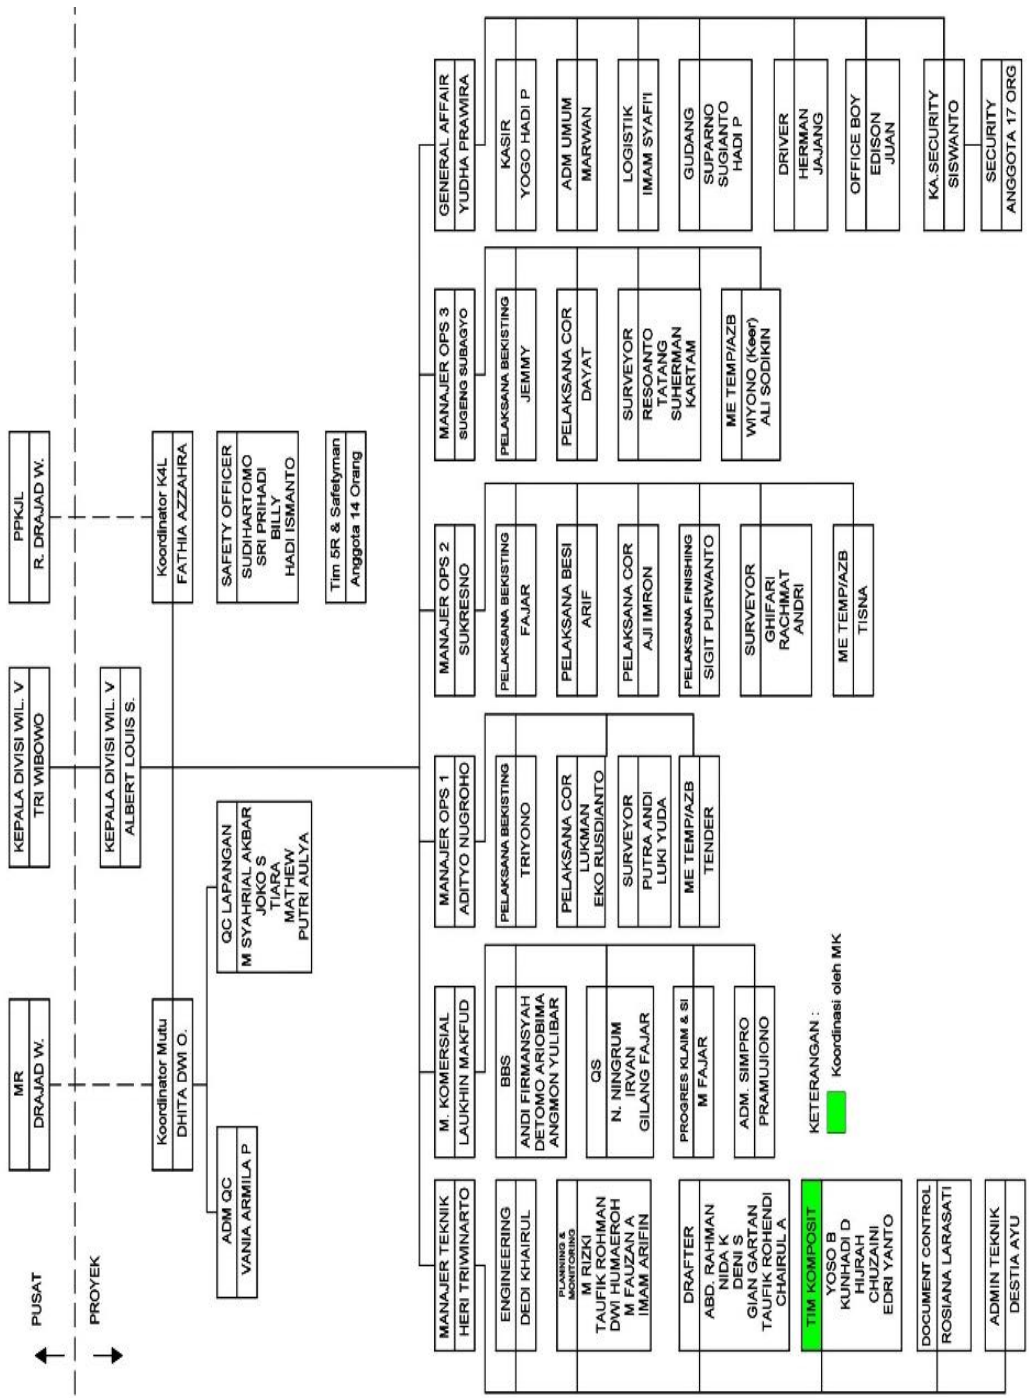 PUSAT
PROYEK
MR
DRAJAD W.
KEPALA DIVISI WIL. V
TRI WIBOWO
PPKJL
R. DRAJAD W.
KEPALA DIVISI WIL. V
ALBERT LOUIS S.
Koordinator Mutu
DHITA DWI O.
Koordinator K4L
FATHIA AZZAHRA
ADM QC
VANIA ARMILA P
QC LAPANGAN
M SYAHRIAL AKBAR
JOKO S
TIARA
MATHEW
PUTRI AULYA
SAFETY OFFICER
SUDIHARTOMO
SRI PRIHADI
BILLY
HADI ISMANTO
Tim 5R & Safetyman
Anggota 14 Orang
MANAJER TEKNIK
HERI TRIWINARTO
ENGINEERING
DEDI KHAIRUL
PLANNING &
MONITORING
M RIZKI
TAUFIK ROHMAN
DWI HUMAEROH
M FAUZAN A
IMAM ARIFIN
DRAFTER
ABD. RAHMAN
NIDA K
DENI S
GIAN GARTAN
TAUFIK ROHENDI
CHAIRUL A
TIM KOMPOSIT
YOSO B
KUNHADI D
HIJRAH
CHUZAINI
EDRI YANTO
DOCUMENT CONTROL
ROSIANA LARASATI
ADMIN TEKNIK
DESTIA AYU
M. KOMERSIAL
LAUKHIN MAKFUD
BBS
ANDI FIRMANSYAH
DETOMO ARIOBIMA
ANGMON YULIBAR
QS
N. NINGRUM
IRVAN
GILANG FAJAR
PROGRES KLAIM & SI
M FAJAR
ADM. SIMPRO
PRAMUJIONO
KETERANGAN :
Koordinasi oleh MK
MANAJER OPS 1
ADITYO NUGROHO
PELAKSANA BEKISTING
TRIYONO
PELAKSANA COR
LUKMAN
EKO RUSDIANTO
SURVEYOR
PUTRA ANDI
LUKI YUDA
ME TEMP/AZB
TENDER
MANAJER OPS 2
SUKRESNO
PELAKSANA BEKISTING
FAJAR
PELAKSANA BESI
ARIF
PELAKSANA COR
AJI IMRON
PELAKSANA FINISHING
SIGIT PURWANTO
SURVEYOR
GHIFARI
RACHMAT
ANDRI
ME TEMP/AZB
TISNA
MANAJER OPS 3
SUGENG SUBAGYO
PELAKSANA BEKISTING
JEMMY
PELAKSANA COR
DAYAT
SURVEYOR
RESOANTO
TATANG
SUHERMAN
KARTAM
ME TEMP/AZB
WIYONO (Keer)
ALI SODIKIN
GENERAL AFFAIR
YUDHA PRAWIRA
KASIR
YOGO HADI P
ADM UMUM
MARWAN
LOGISTIK
IMAM SYAFI'I
GUDANG
SUPARNO
SUGIANTO
HADI P
DRIVER
HERMAN
JAJANG
OFFICE BOY
EDISON
JUAN
KA.SECURITY
SISWANTO
SECURITY
ANGGOTA 17 ORG